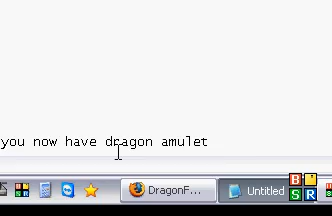 you now have dragon amulet
DragonF...
Untitled
B
S R